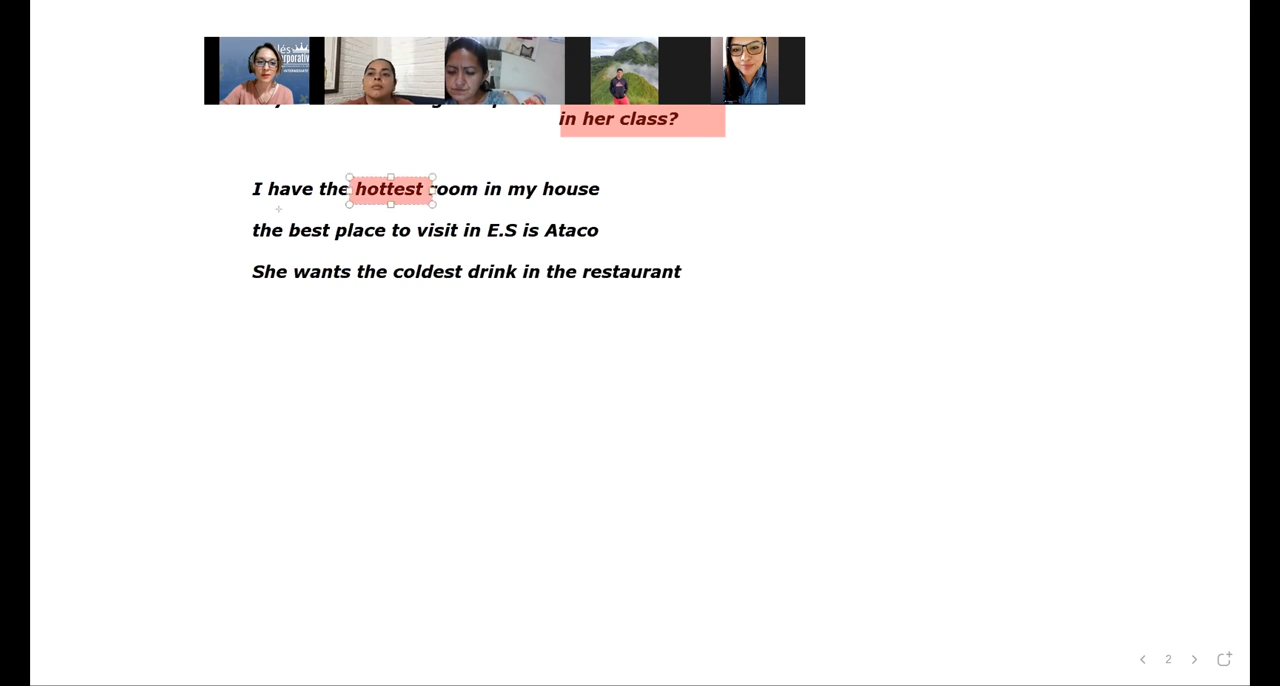 in her class?
I have the hottest room in my house
the best place to visit in E.S is Ataco
She wants the coldest drink in the restaurant
2